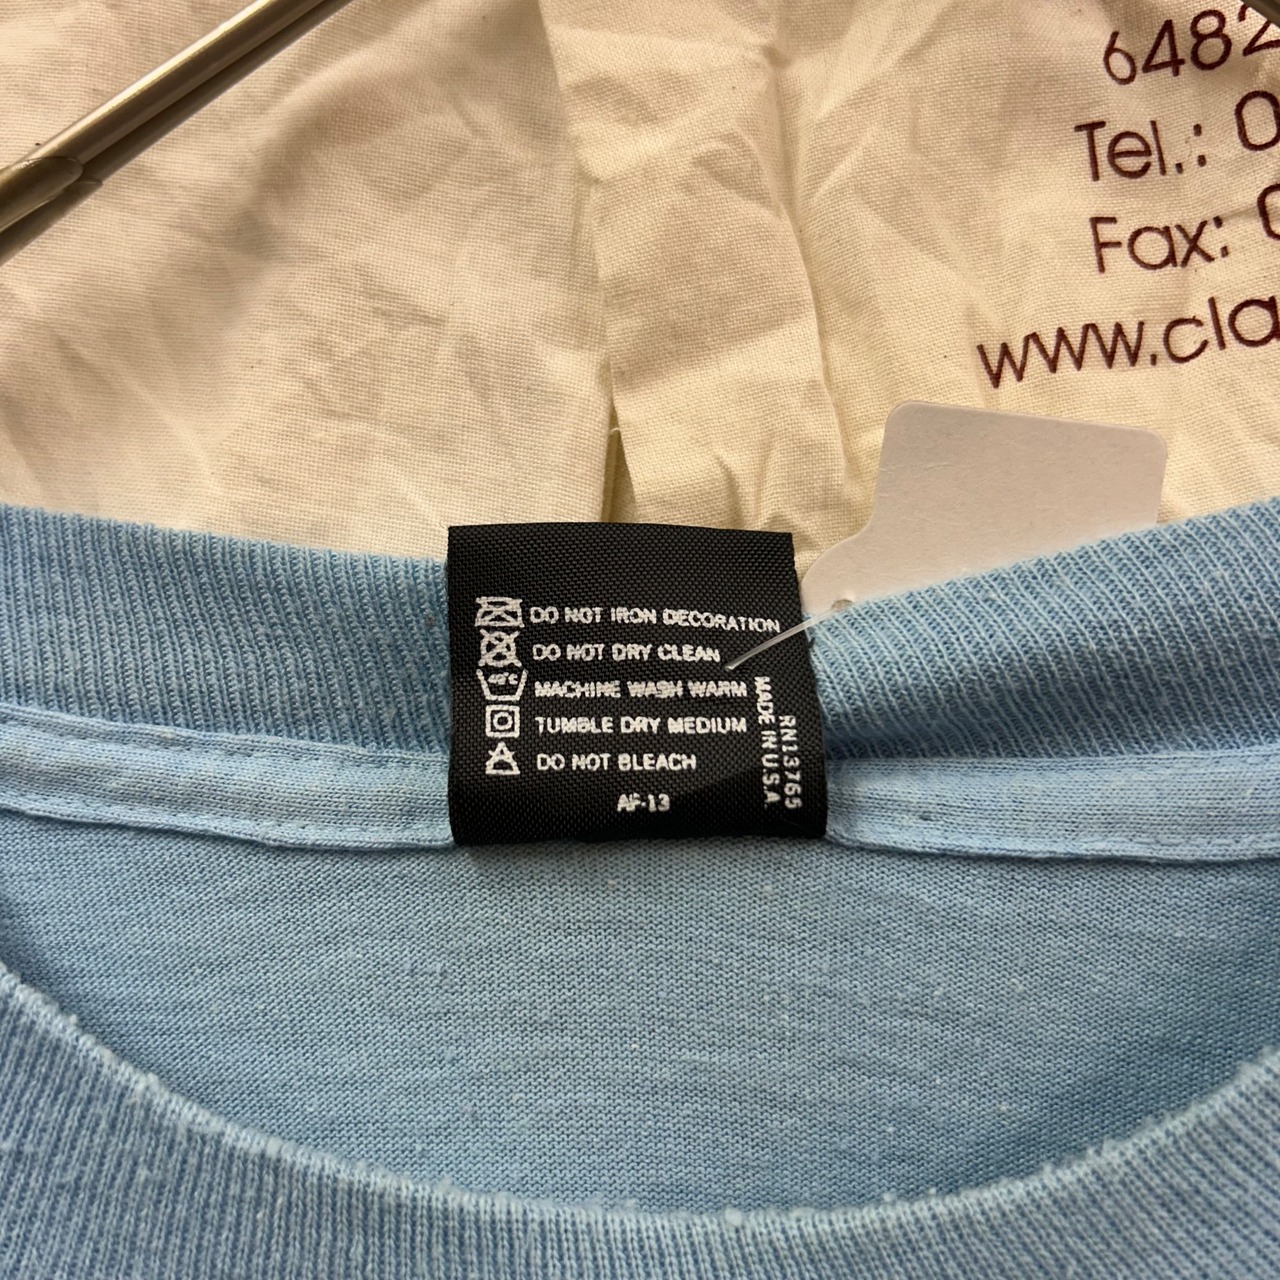 6482
Tel.: 0
Fax:
www.cla
DO NOT IRON DECORATION
DO NOT DRY CLEAN
40°C MACHINE WASH WARM
TUMBLE DRY MEDIUM
DO NOT BLEACH
AF-13
RN13765
MADE IN U.S.A.